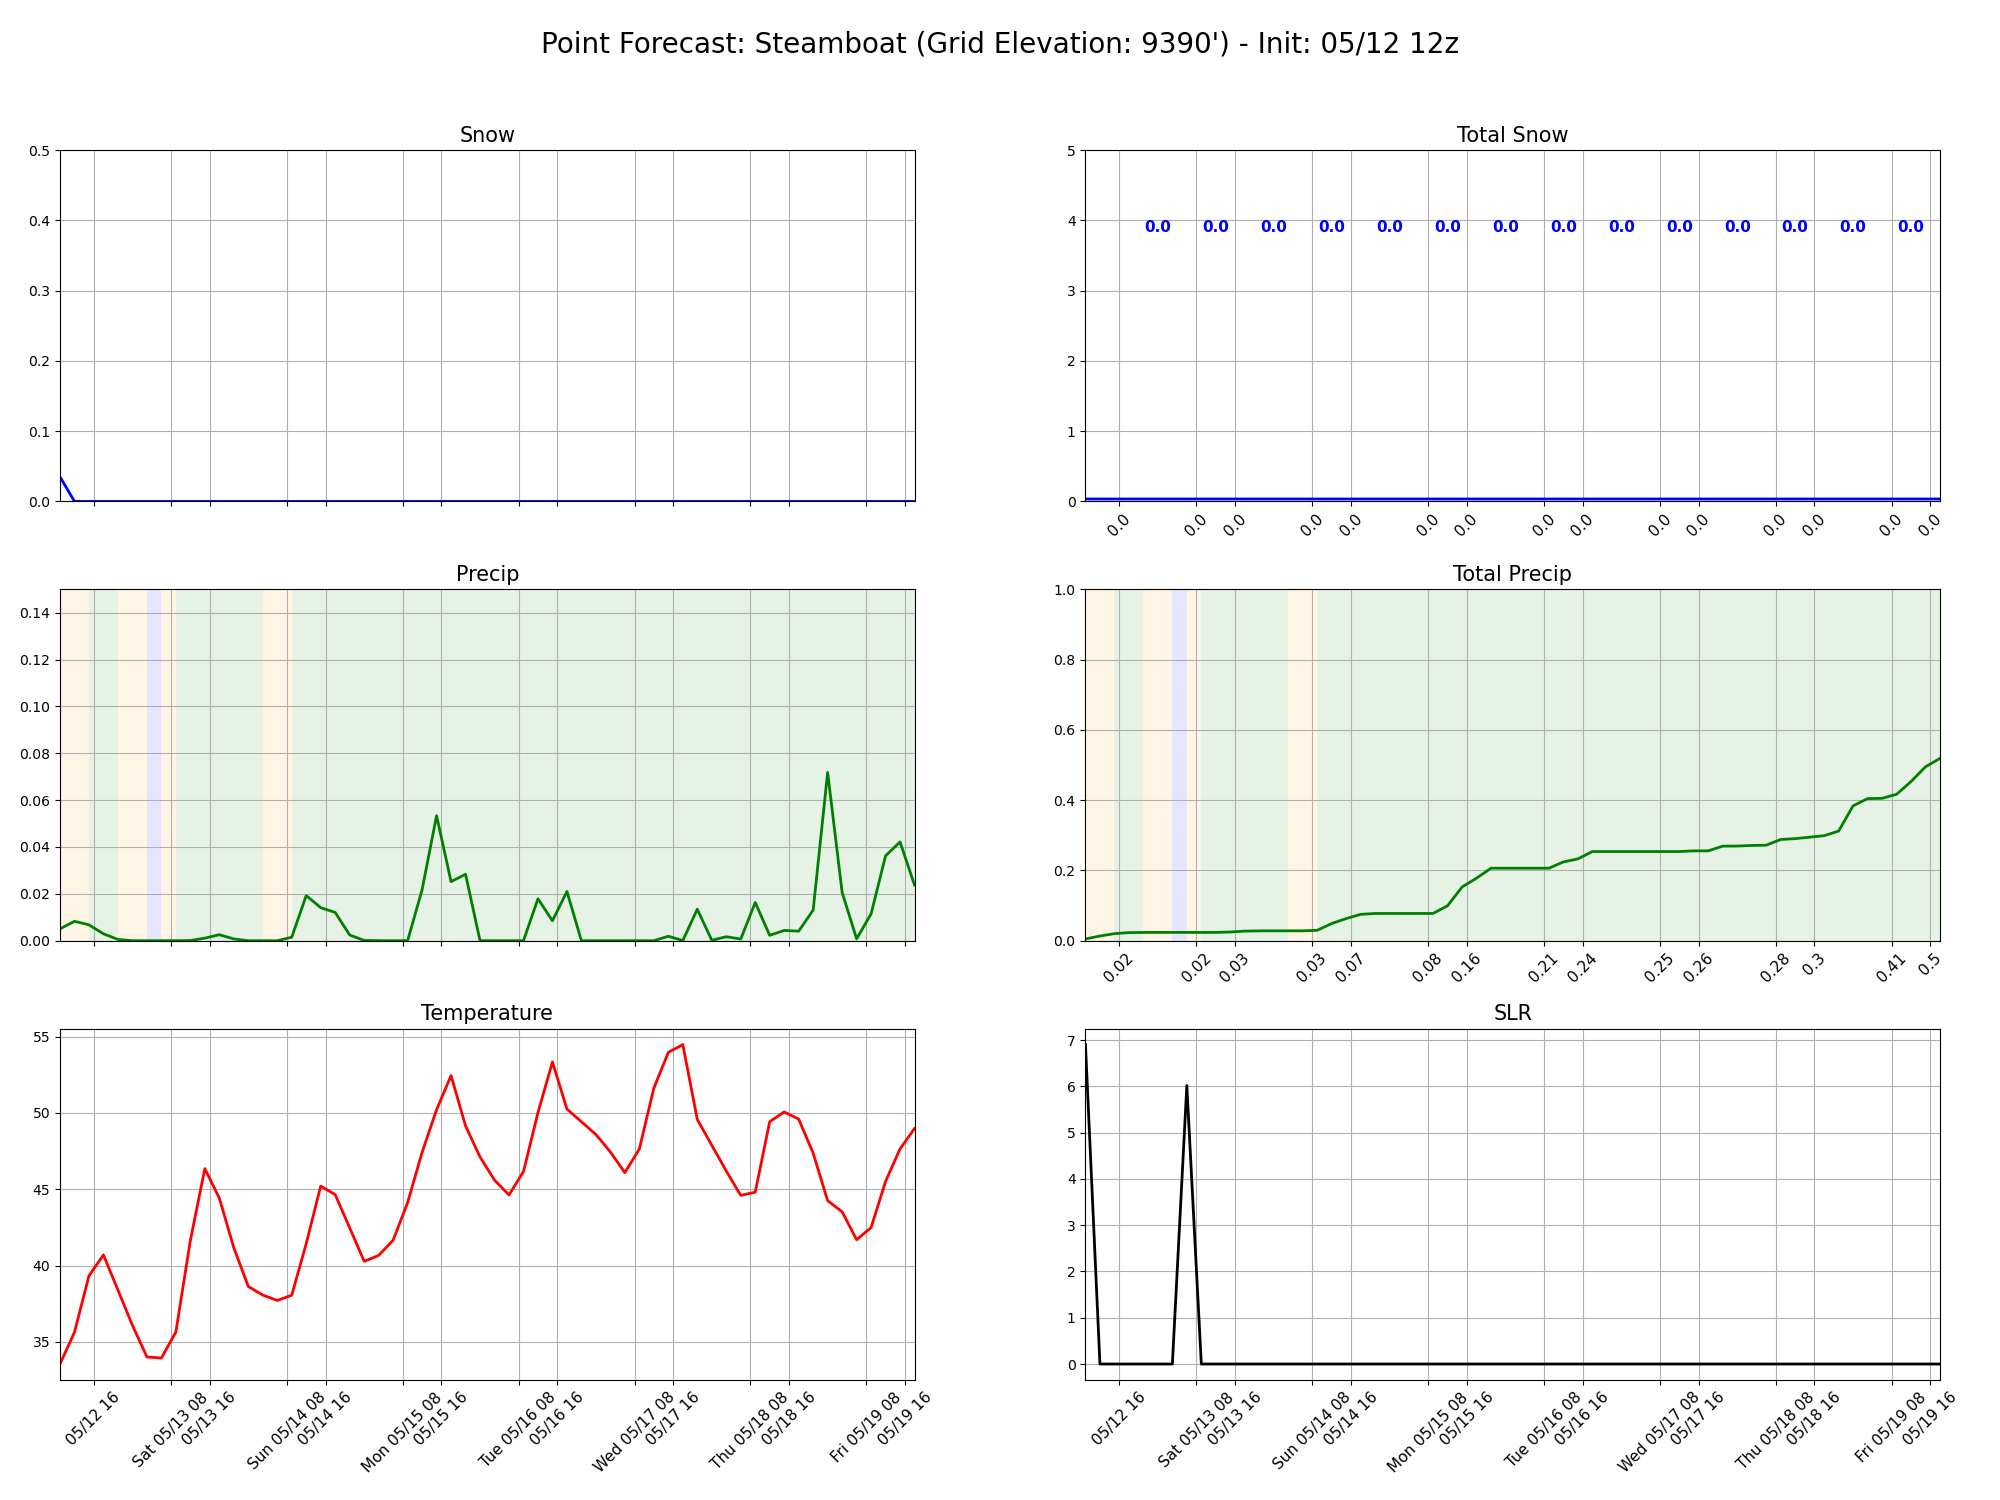 Point Forecast: Steamboat (Grid Elevation: 9390') - Init: 05/12 12z
Snow
0.5
0.4
0.3
0.2
0.1
0.0
Total Snow
5
4
3
2
1
0
0.0 0.0 0.0 0.0 0.0 0.0 0.0 0.0 0.0 0.0 0.0 0.0 0.0 0.0
0.0 0.0 0.0 0.0 0.0 0.0 0.0 0.0 0.0 0.0 0.0 0.0 0.0 0.0 0.0
Precip
0.14
0.12
0.10
0.08
0.06
0.04
0.02
0.00
Total Precip
1.0
0.8
0.6
0.4
0.2
0.0
0.02 0.02 0.03 0.03 0.07 0.08 0.16 0.21 0.24 0.25 0.26 0.28 0.3 0.41 0.5
Temperature
55
50
45
40
35
05/12 16
Sat 05/13 08
05/13 16
Sun 05/14 08
05/14 16
Mon 05/15 08
05/15 16
Tue 05/16 08
05/16 16
Wed 05/17 08
05/17 16
Thu 05/18 08
05/18 16
Fri 05/19 08
05/19 16
SLR
7
6
5
4
3
2
1
0
05/12 16
Sat 05/13 08
05/13 16
Sun 05/14 08
05/14 16
Mon 05/15 08
05/15 16
Tue 05/16 08
05/16 16
Wed 05/17 08
05/17 16
Thu 05/18 08
05/18 16
Fri 05/19 08
05/19 16